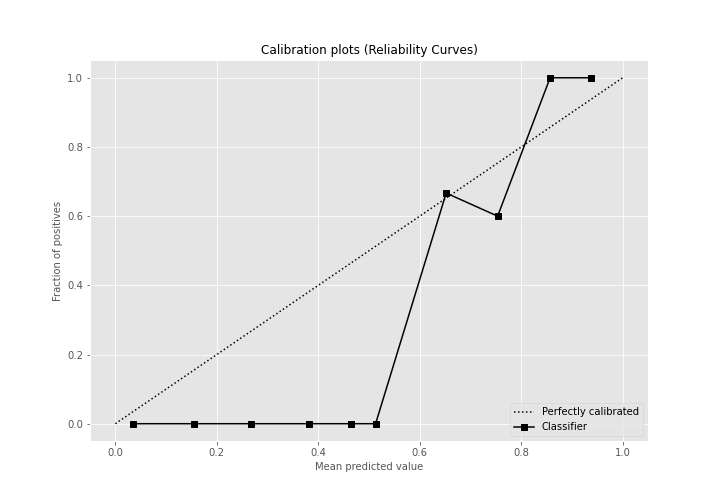 Calibration plots (Reliability Curves)
1.0
0.8
0.6
0.4
0.2
0.0
Fraction of positives
0.0 0.2 0.4 0.6 0.8 1.0
Mean predicted value
Perfectly calibrated
Classifier